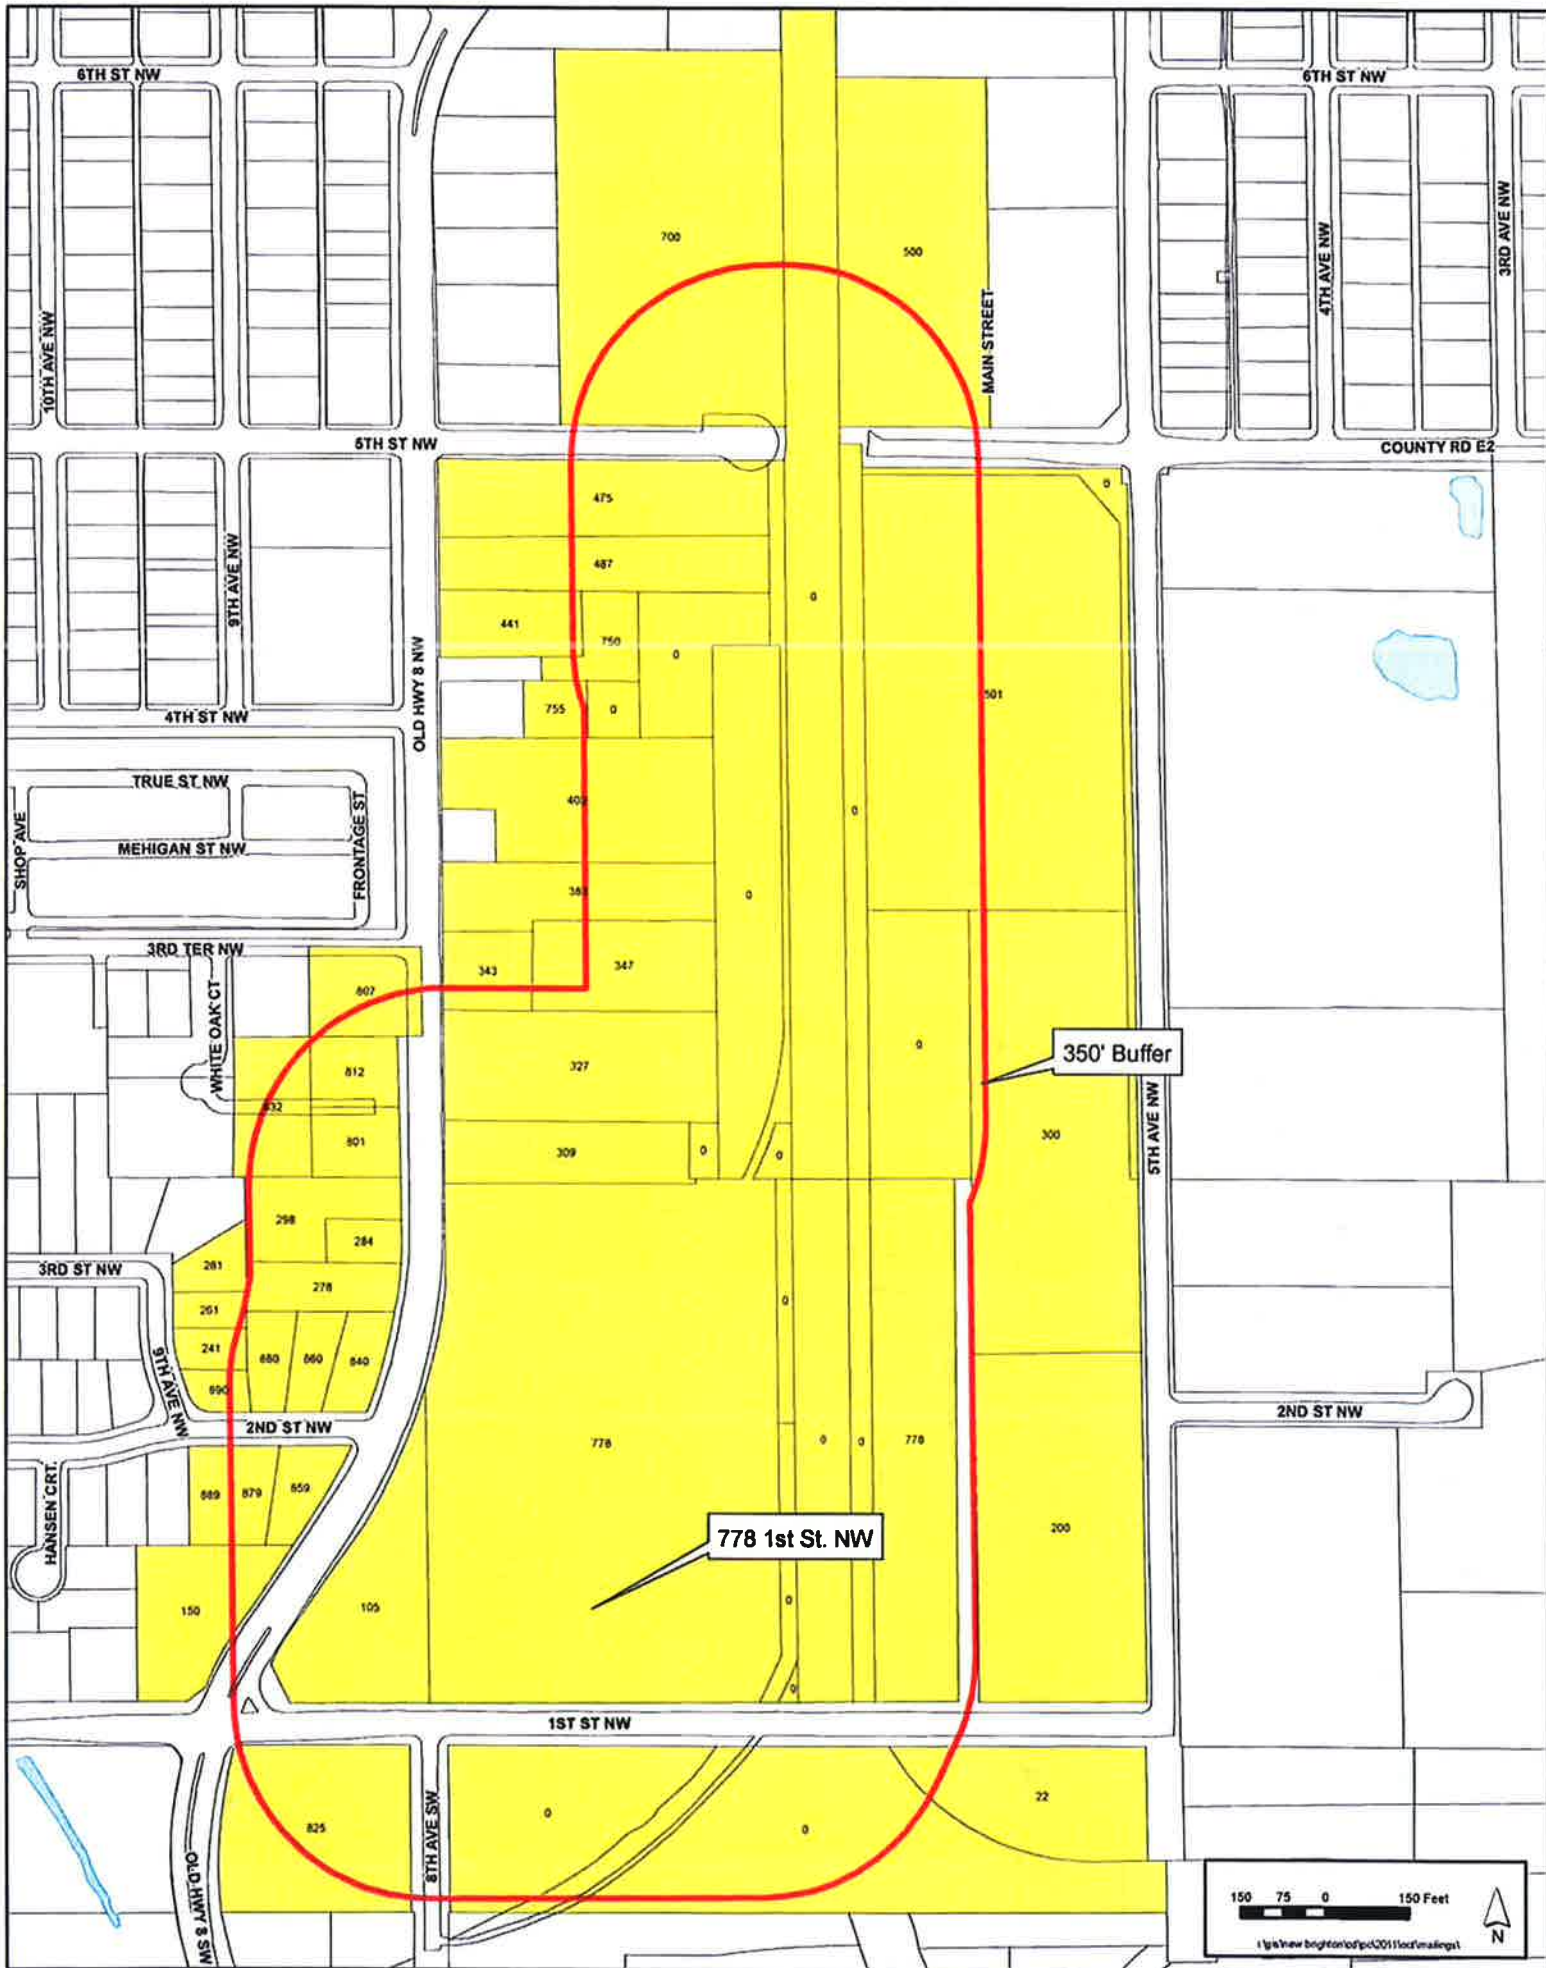 6TH ST NW
6TH ST NW
700
500
10TH AVE NW
MAIN STREET
4TH AVE NW
3RD AVE NW
5TH ST NW
COUNTY RD E2
475
0
487
9TH AVE NW
441
750
0
0
OLD HWY 8 NW
501
755
0
4TH ST NW
TRUE ST NW
SHOP AVE
FRONTAGE ST
402
0
MEHIGAN ST NW
383
0
3RD TER NW
343
347
807
WHITE OAK CT
0
350' Buffer
327
812
832
801
309
0
0
300
5TH AVE NW
298
284
281
3RD ST NW
278
261
0
241
880
860
840
890
9TH AVE NW
2ND ST NW
2ND ST NW
778
0
0
778
HANSEN CRT.
889
879
859
200
778 1st St. NW
150
105
0
0
1ST ST NW
22
8TH AVE SW
0
0
825
OLD HWY 8 SW
150 75 0 150 Feet
N